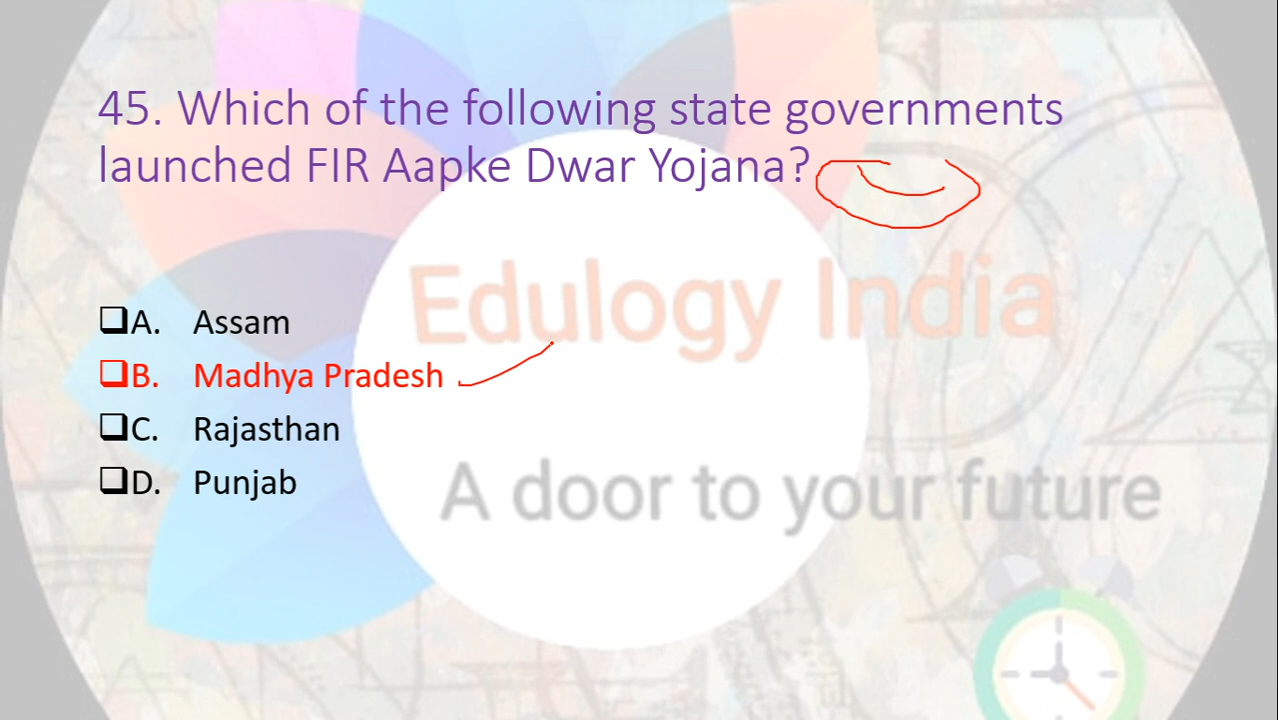 45. Which of the following state governments
launched FIR Aapke Dwar Yojana?
Edulogy India
A. Assam
B. Madhya Pradesh
C. Rajasthan
D. Punjab
A door to your future